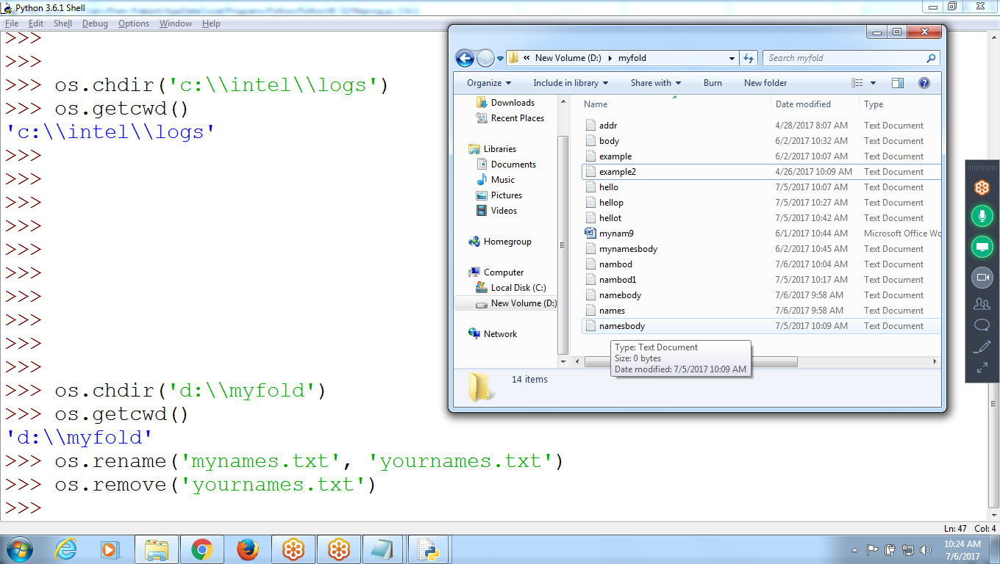 Python 3.6.1 Shell
File Edit Shell Debug Options Window Help
>>>
>>>
>>> os.chdir('c:\\intel\\logs')
>>> os.getcwd()
'c:\\intel\\logs'
>>>
>>>
>>>
>>>
>>>
>>>
>>>
>>>
>>>
>>>
>>> os.chdir('d:\\myfold')
>>> os.getcwd()
'd:\\myfold'
>>> os.rename('mynames.txt', 'yournames.txt')
>>> os.remove('yournames.txt')
>>>
« New Volume (D:) myfold
Search myfold
Organize Include in library Share with Burn New folder
Downloads
Recent Places
Libraries
Documents
Music
Pictures
Videos
Homegroup
Computer
Local Disk (C:)
New Volume (D:)
Network
Name Date modified Type
addr 4/28/2017 8:07 AM Text Document
body 6/2/2017 10:32 AM Text Document
example 6/2/2017 10:07 AM Text Document
example2 4/26/2017 10:09 AM Text Document
hello 7/5/2017 10:07 AM Text Document
hellop 7/5/2017 10:27 AM Text Document
hellot 7/5/2017 10:42 AM Text Document
mynam9 6/1/2017 10:44 AM Microsoft Office Wo
mynamesbody 6/2/2017 10:45 AM Text Document
nambod 7/6/2017 10:04 AM Text Document
nambod1 7/5/2017 10:17 AM Text Document
namebody 7/6/2017 9:58 AM Text Document
names 7/6/2017 9:58 AM Text Document
namesbody 7/5/2017 10:09 AM Text Document
Type: Text Document
Size: 0 bytes
Date modified: 7/5/2017 10:09 AM
14 items
Ln: 47 Col: 4
10:24 AM
7/6/2017